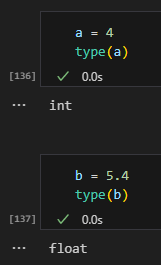 a = 4
type(a)
[136]
0.0s
int
b = 5.4
type(b)
[137]
0.0s
float